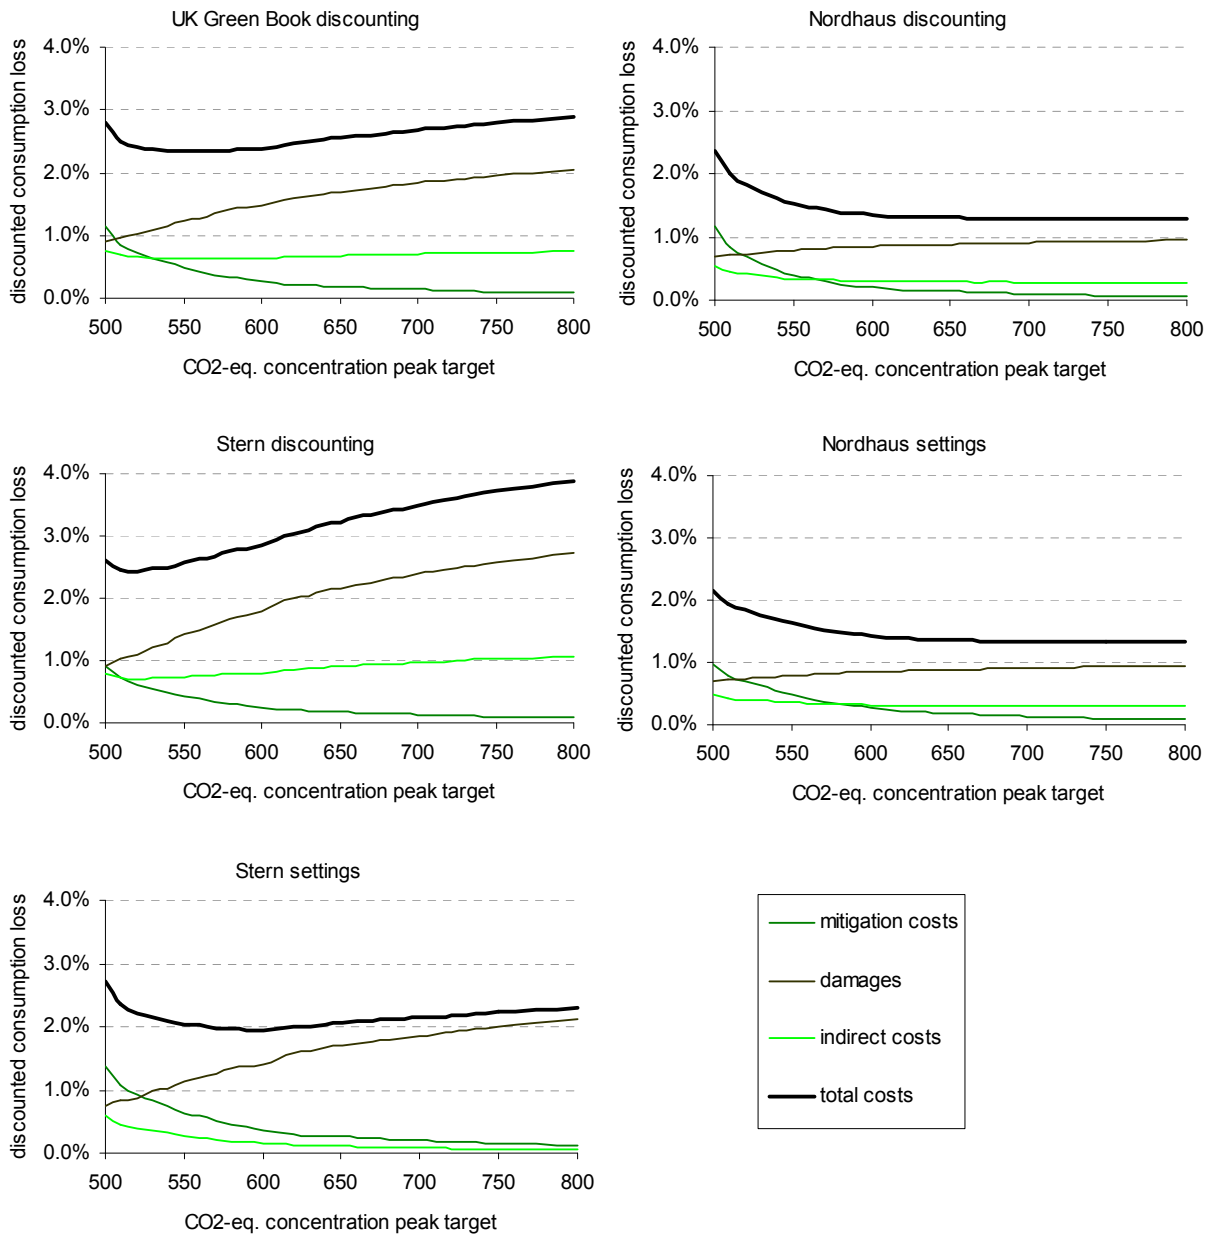 UK Green Book discounting
discounted consumption loss
4.0%
3.0%
2.0%
1.0%
0.0%
500 550 600 650 700 750 800
CO2-eq. concentration peak target
Nordhaus discounting
discounted consumption loss
4.0%
3.0%
2.0%
1.0%
0.0%
500 550 600 650 700 750 800
CO2-eq. concentration peak target
Stern discounting
discounted consumption loss
4.0%
3.0%
2.0%
1.0%
0.0%
500 550 600 650 700 750 800
CO2-eq. concentration peak target
Nordhaus settings
discounted consumption loss
4.0%
3.0%
2.0%
1.0%
0.0%
500 550 600 650 700 750 800
CO2-eq. concentration peak target
Stern settings
discounted consumption loss
4.0%
3.0%
2.0%
1.0%
0.0%
500 550 600 650 700 750 800
CO2-eq. concentration peak target
mitigation costs
damages
indirect costs
total costs